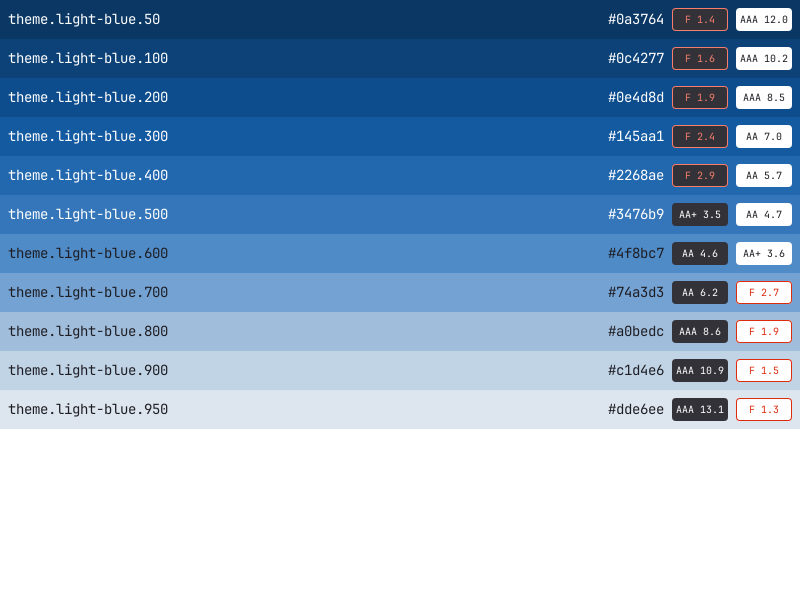 theme.light-blue.50 #0a3764 F 1.4 AAA 12.0
theme.light-blue.100 #0c4277 F 1.6 AAA 10.2
theme.light-blue.200 #0e4d8d F 1.9 AAA 8.5
theme.light-blue.300 #145aa1 F 2.4 AA 7.0
theme.light-blue.400 #2268ae F 2.9 AA 5.7
theme.light-blue.500 #3476b9 AA+ 3.5 AA 4.7
theme.light-blue.600 #4f8bc7 AA 4.6 AA+ 3.6
theme.light-blue.700 #74a3d3 AA 6.2 F 2.7
theme.light-blue.800 #a0bedc AAA 8.6 F 1.9
theme.light-blue.900 #c1d4e6 AAA 10.9 F 1.5
theme.light-blue.950 #dde6ee AAA 13.1 F 1.3